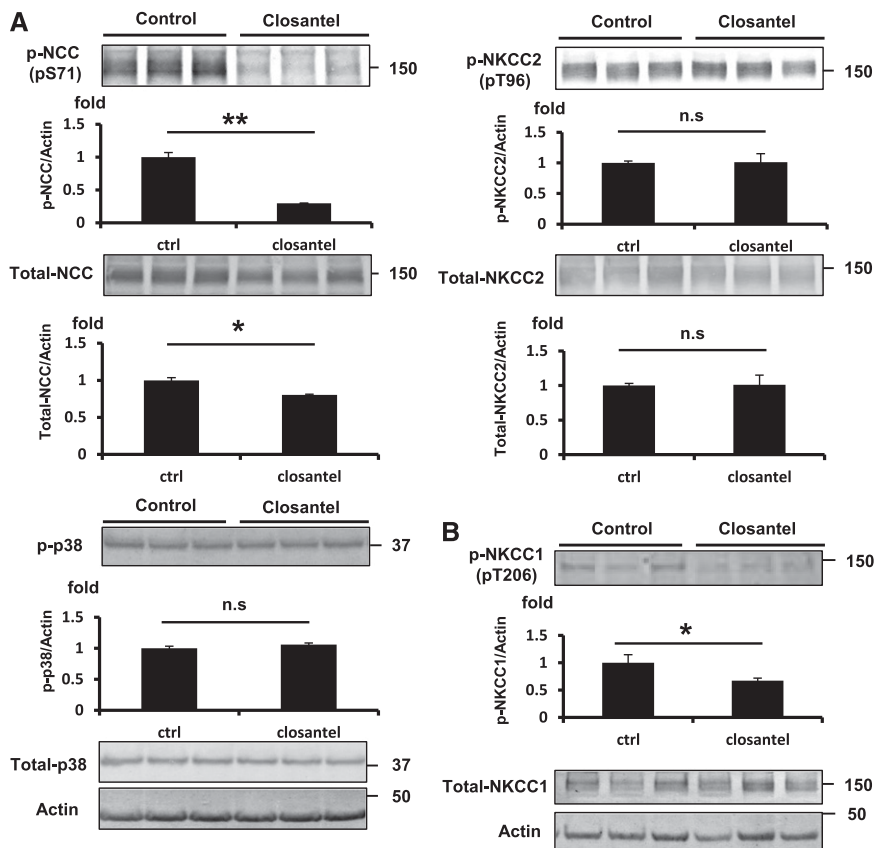 A
Control Closantel
p-NCC
(pS71)
150
fold
**
1.5
1
0.5
0
p-NCC/Actin
ctrl closantel
Total-NCC
150
fold
*
1.5
1
0.5
0
Total-NCC/Actin
ctrl closantel
Control Closantel
p-p38
37
fold
n.s
1.5
1
0.5
0
p-p38/Actin
ctrl closantel
Total-p38
37
50
Actin
Control Closantel
p-NKCC2
(pT96)
150
fold
n.s
1.5
1
0.5
0
p-NKCC2/Actin
ctrl closantel
Total-NKCC2
150
fold
n.s
1.5
1
0.5
0
Total-NKCC2/Actin
ctrl closantel
B
Control Closantel
p-NKCC1
(pT206)
150
fold
*
1.5
1
0.5
0
p-NKCC1/Actin
ctrl closantel
Total-NKCC1
150
50
Actin